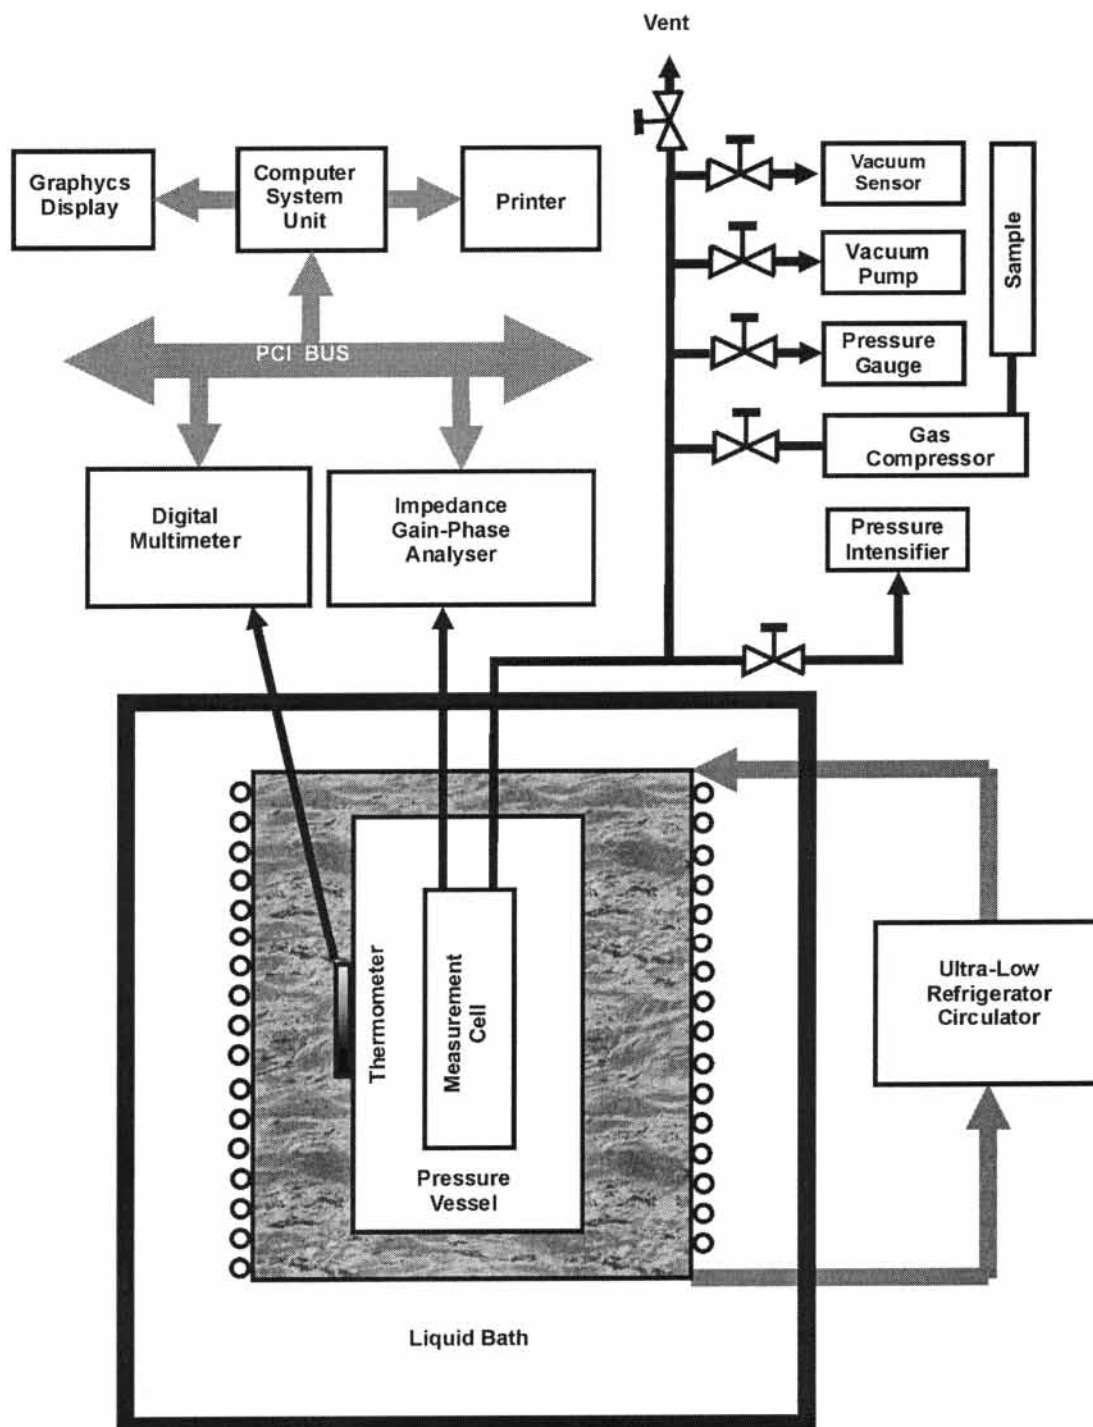 Vent
Graphycs
Display
Computer
System
Unit
Printer
Vacuum
Sensor
Vacuum
Pump
Sample
Pressure
Gauge
PCI BUS
Gas
Compressor
Digital
Multimeter
Impedance
Gain-Phase
Analyser
Pressure
Intensifier
Thermometer
Measurement
Cell
Pressure
Vessel
Ultra-Low
Refrigerator
Circulator
Liquid Bath